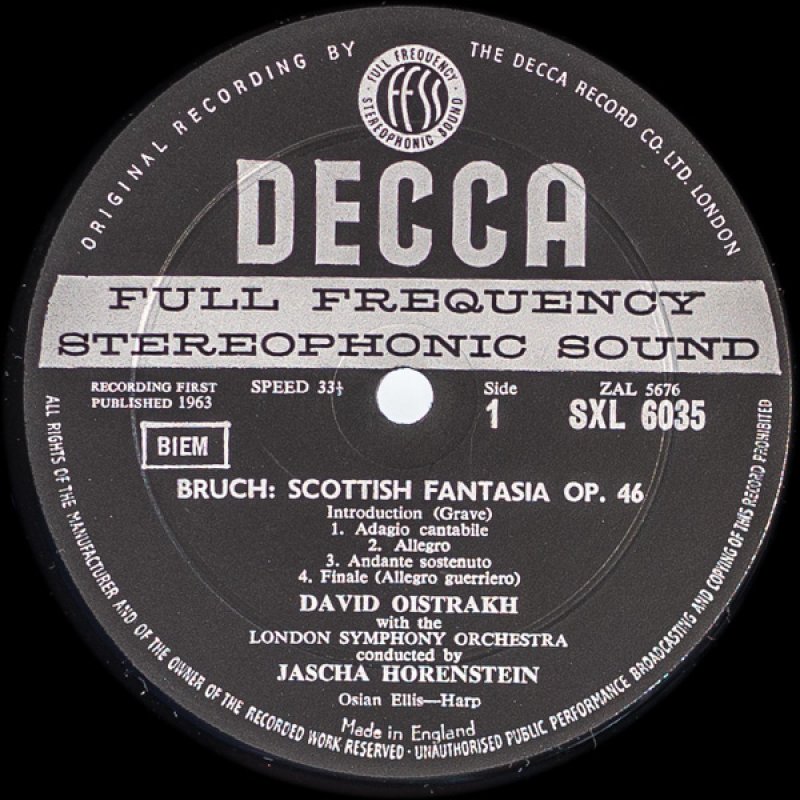 ORIGINAL RECORDING BY
THE DECCA RECORD CO. LTD. LONDON
· FULL FREQUENCY ·
FFSS
STEREOPHONIC SOUND
DECCA
FULL FREQUENCY
STEREOPHONIC SOUND
RECORDING FIRST
PUBLISHED 1963
SPEED 33⅓
Side
1
ZAL 5676
SXL 6035
BIEM
BRUCH: SCOTTISH FANTASIA OP. 46
Introduction (Grave)
1. Adagio cantabile
2. Allegro
3. Andante sostenuto
4. Finale (Allegro guerriero)
DAVID OISTRAKH
with the
LONDON SYMPHONY ORCHESTRA
conducted by
JASCHA HORENSTEIN
Osian Ellis—Harp
Made in England
ALL RIGHTS OF THE MANUFACTURER AND OF THE OWNER OF THE RECORDED WORK RESERVED · UNAUTHORISED PUBLIC PERFORMANCE BROADCASTING AND COPYING OF THIS RECORD PROHIBITED